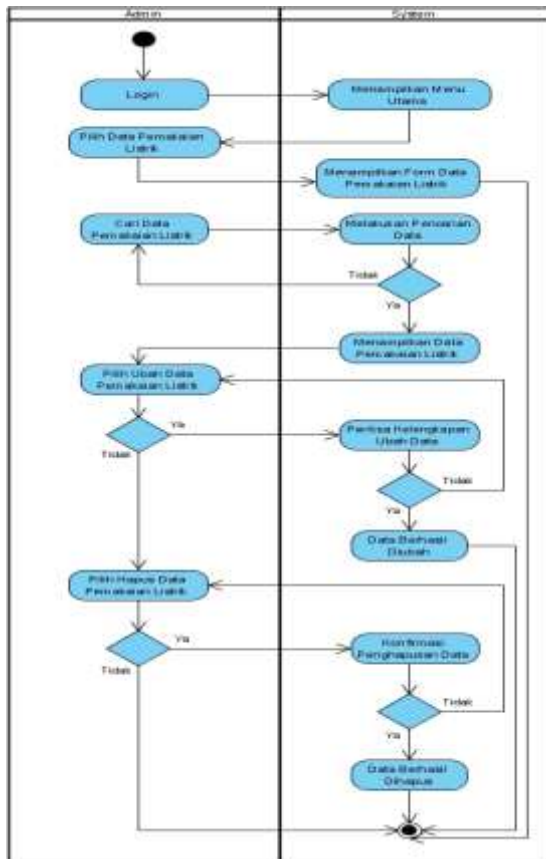 Admin
System
Login
Menampilkan Menu
Utama
Pilih Data Pemakaian
Listrik
Menampilkan Form Data
Pemakaian Listrik
Cari Data
Pemakaian Listrik
Melakukan Pencarian
Data
Tidak
Ya
Menampilkan Data
Pemakaian Listrik
Pilih Ubah Data
Pemakaian Listrik
Ya
Tidak
Periksa Kelengkapan
Ubah Data
Tidak
Ya
Data Berhasil
Diubah
Pilih Hapus Data
Pemakaian Listrik
Ya
Tidak
Konfirmasi
Penghapusan Data
Tidak
Ya
Data Berhasil
Dihapus